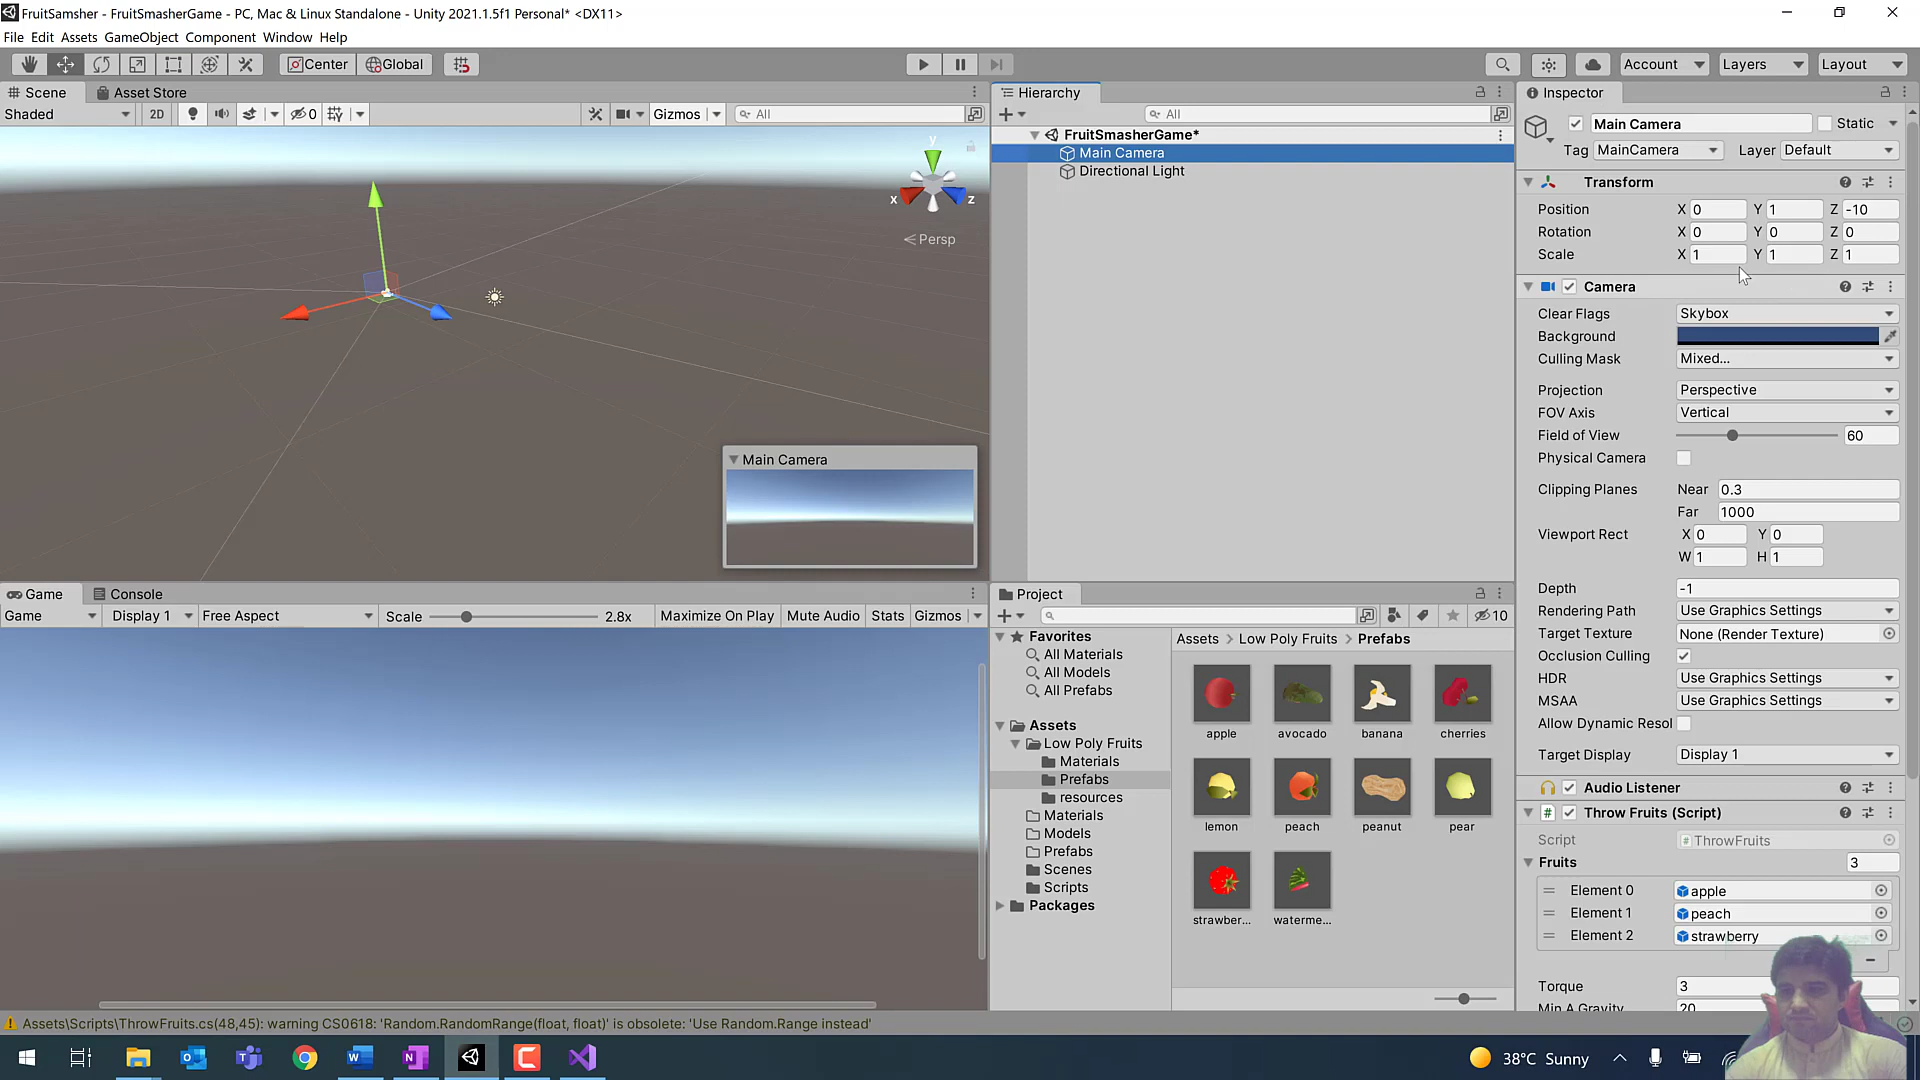 FruitSamsher - FruitSmasherGame - PC, Mac & Linux Standalone - Unity 2021.1.5f1 Personal* <DX11>
File Edit Assets GameObject Component Window Help
Center Global Account Layers Layout
Scene Asset Store
Shaded 2D 0 Gizmos All
y
x z
Persp
Main Camera
Hierarchy
All
FruitSmasherGame*
Main Camera
Directional Light
Game Console
Game Display 1 Free Aspect Scale 2.8x Maximize On Play Mute Audio Stats Gizmos
Project
10
Favorites
All Materials
All Models
All Prefabs
Assets
Low Poly Fruits
Materials
Prefabs
resources
Materials
Models
Prefabs
Scenes
Scripts
Packages
Assets > Low Poly Fruits > Prefabs
apple avocado banana cherries
lemon peach peanut pear
strawber... waterme...
Inspector
Main Camera Static
Tag MainCamera Layer Default
Transform
Position X 0 Y 1 Z -10
Rotation X 0 Y 0 Z 0
Scale X 1 Y 1 Z 1
Camera
Clear Flags Skybox
Background
Culling Mask Mixed...
Projection Perspective
FOV Axis Vertical
Field of View 60
Physical Camera
Clipping Planes Near 0.3
Far 1000
Viewport Rect X 0 Y 0
W 1 H 1
Depth -1
Rendering Path Use Graphics Settings
Target Texture None (Render Texture)
Occlusion Culling
HDR Use Graphics Settings
MSAA Use Graphics Settings
Allow Dynamic Resol
Target Display Display 1
Audio Listener
# Throw Fruits (Script)
Script # ThrowFruits
Fruits 3
Element 0 apple
Element 1 peach
Element 2 strawberry
Torque 3
Min A Gravity 20
Assets\Scripts\ThrowFruits.cs(48,45): warning CS0618: 'Random.RandomRange(float, float)' is obsolete: 'Use Random.Range instead'
38°C Sunny